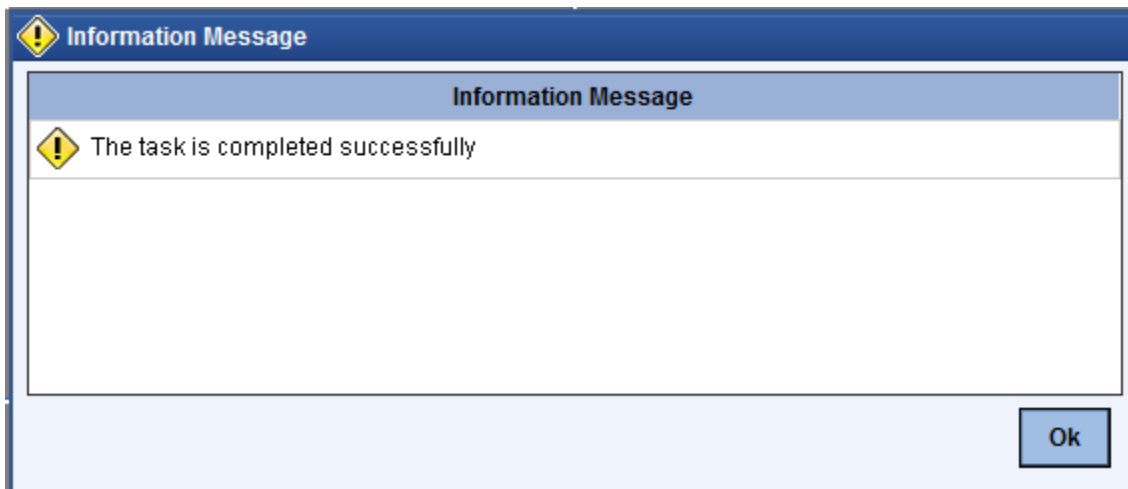 Information Message
Information Message
The task is completed successfully
Ok